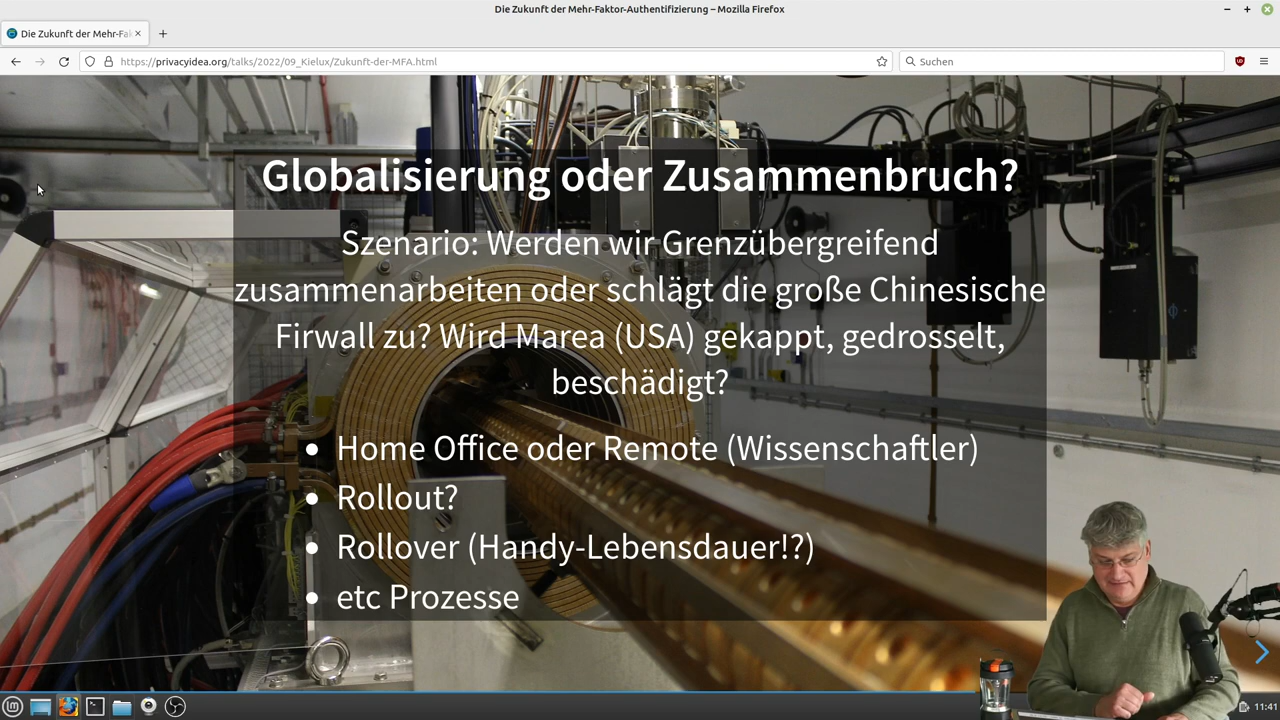 Die Zukunft der Mehr-Faktor-Authentifizierung – Mozilla Firefox
Die Zukunft der Mehr-Fak
https://privacyidea.org/talks/2022/09_Kielux/Zukunft-der-MFA.html
Suchen
Globalisierung oder Zusammenbruch?
Szenario: Werden wir Grenzübergreifend
zusammenarbeiten oder schlägt die große Chinesische
Firwall zu? Wird Marea (USA) gekappt, gedrosselt,
beschädigt?
• Home Office oder Remote (Wissenschaftler)
• Rollout?
• Rollover (Handy-Lebensdauer!?)
• etc Prozesse
11:41